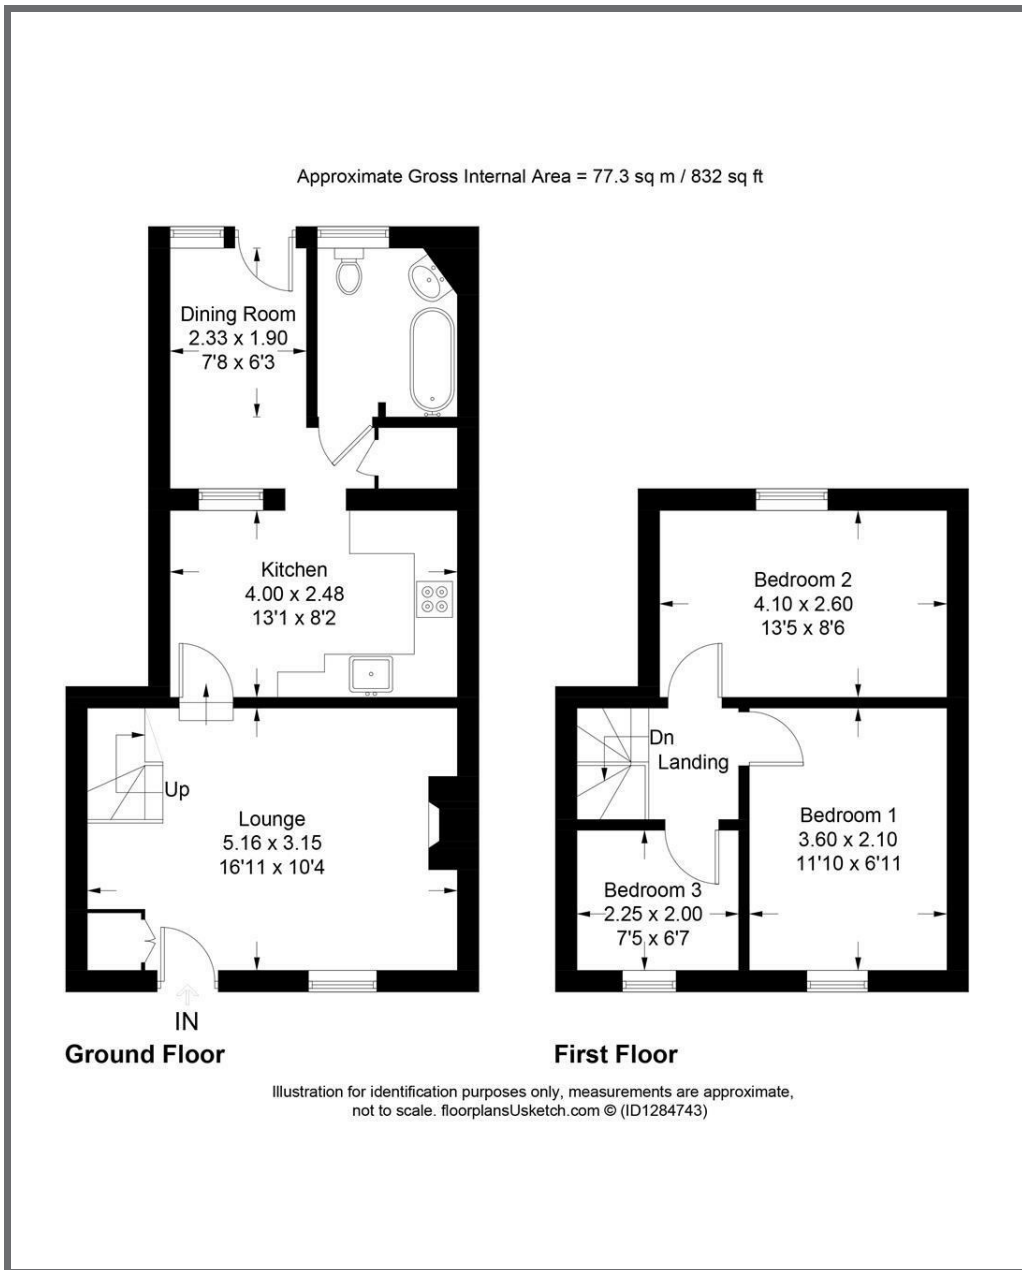 Approximate Gross Internal Area = 77.3 sq m / 832 sq ft
Dining Room
2.33 x 1.90
7'8 x 6'3
Kitchen
4.00 x 2.48
13'1 x 8'2
Up
Lounge
5.16 x 3.15
16'11 x 10'4
IN
Ground Floor
Bedroom 2
4.10 x 2.60
13'5 x 8'6
Dn
Landing
Bedroom 1
3.60 x 2.10
11'10 x 6'11
Bedroom 3
2.25 x 2.00
7'5 x 6'7
First Floor
Illustration for identification purposes only, measurements are approximate,
not to scale. floorplansUsketch.com © (ID1284743)